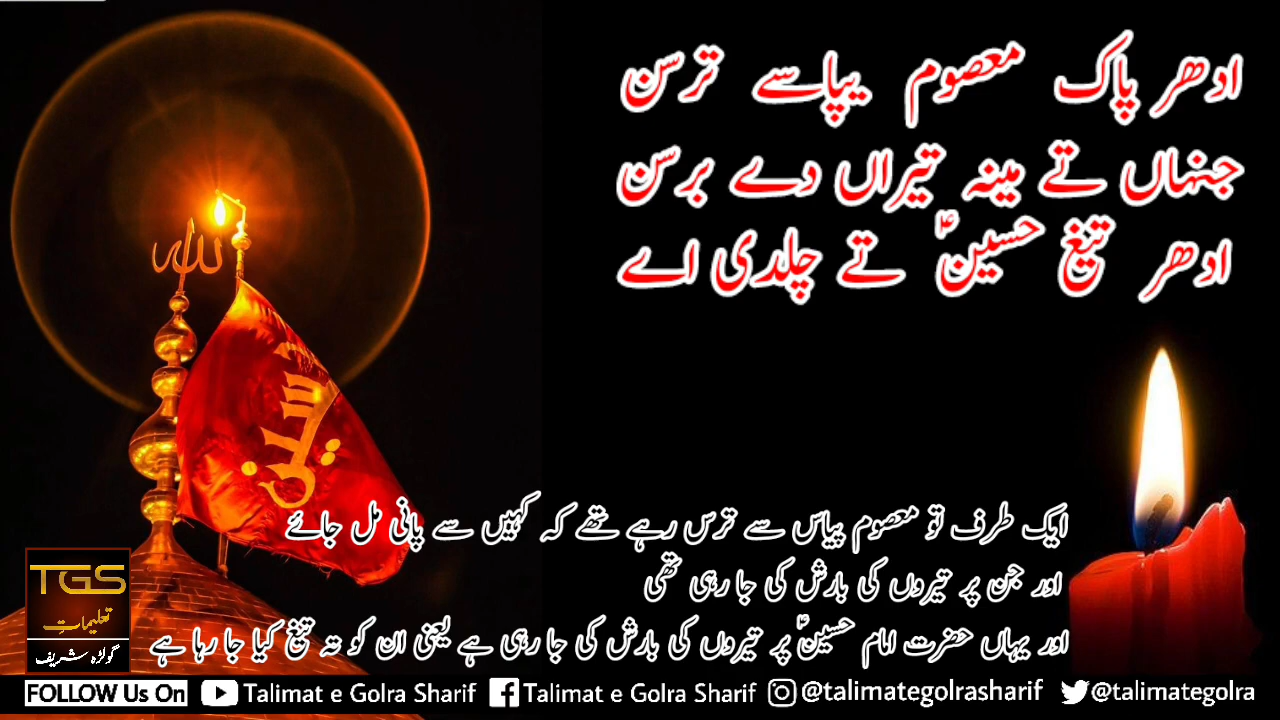 ادھر پاک معصوم پیاسے ترسن
جنہاں تے مینہ تیراں دے برسن
ادھر تیغ حسینؑ تے چلدی اے
الله
حسین
ایک طرف تو معصوم پیاس سے ترس رہے تھے کہ کہیں سے پانی مل جائے
اور جن پر تیروں کی بارش کی جا رہی تھی
اور یہاں حضرت امام حسینؑ پر تیروں کی بارش کی جا رہی ہے یعنی ان کو تہ تیغ کیا جا رہا ہے
TGS
تعلیماتِ
گولڑہ شریف
FOLLOW Us On Talimat e Golra Sharif Talimat e Golra Sharif @talimategolrasharif @talimategolra